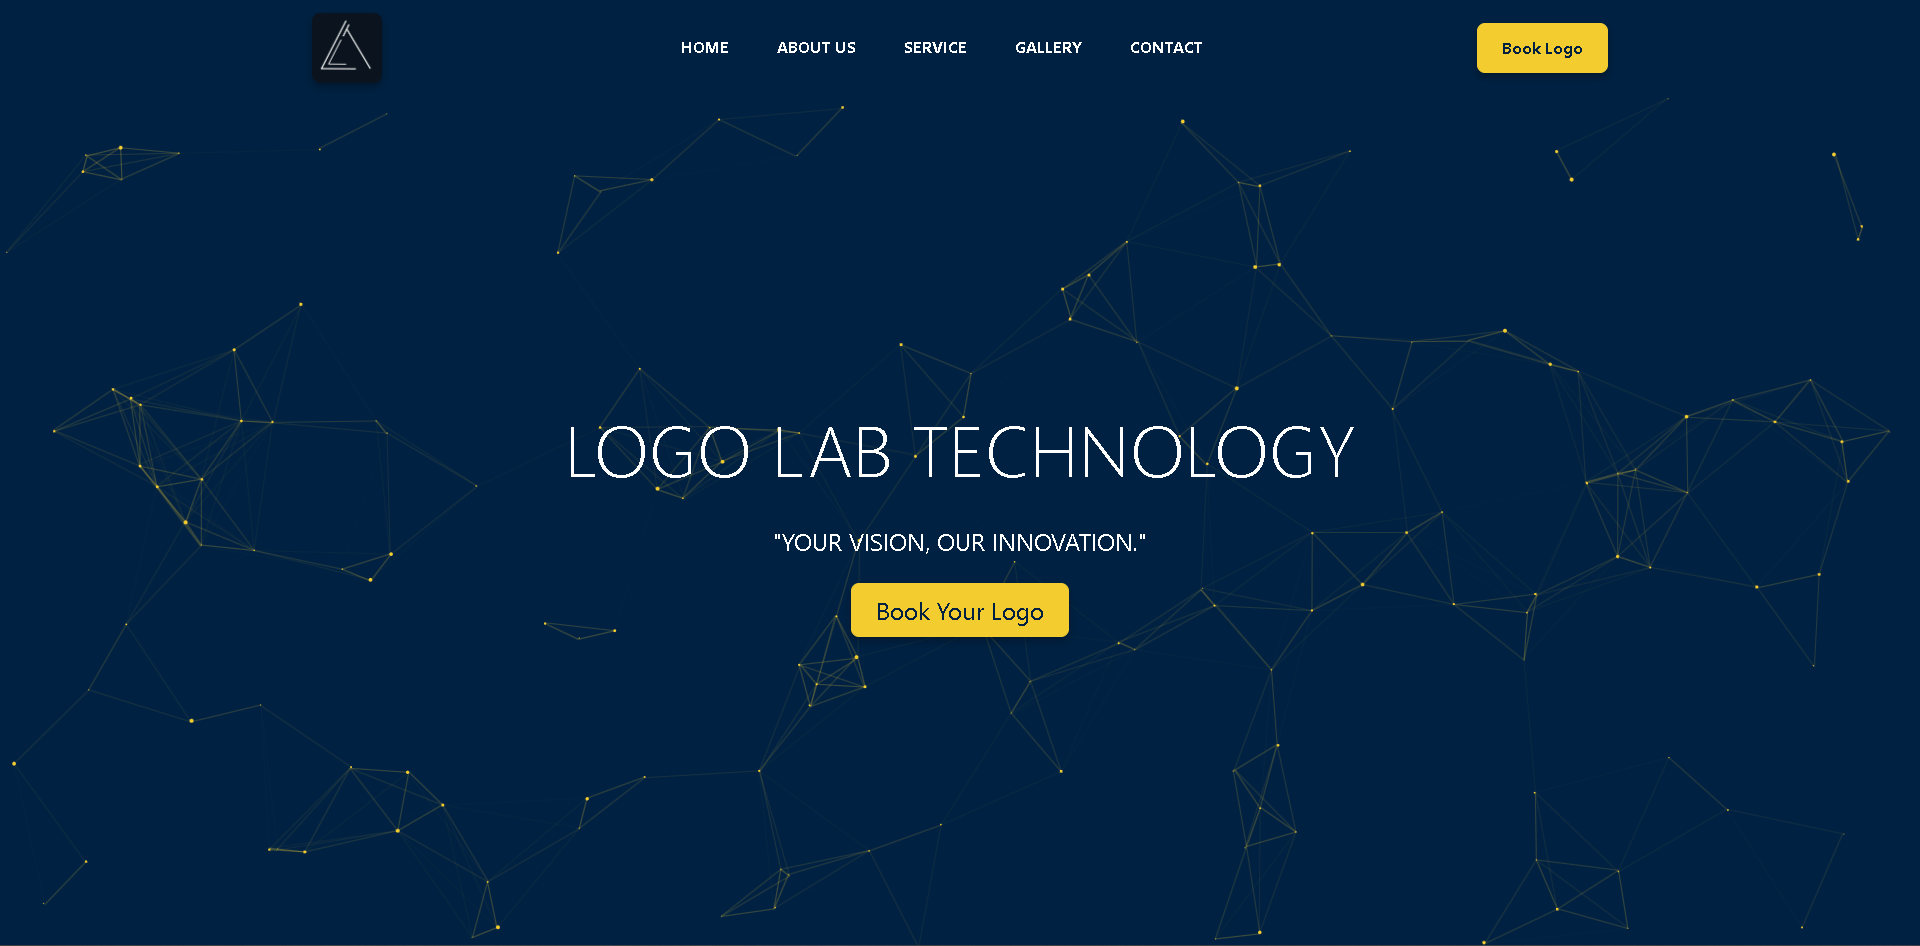 HOME
ABOUT US
SERVICE
GALLERY
CONTACT
Book Logo
LOGO LAB TECHNOLOGY
"YOUR VISION, OUR INNOVATION."
Book Your Logo